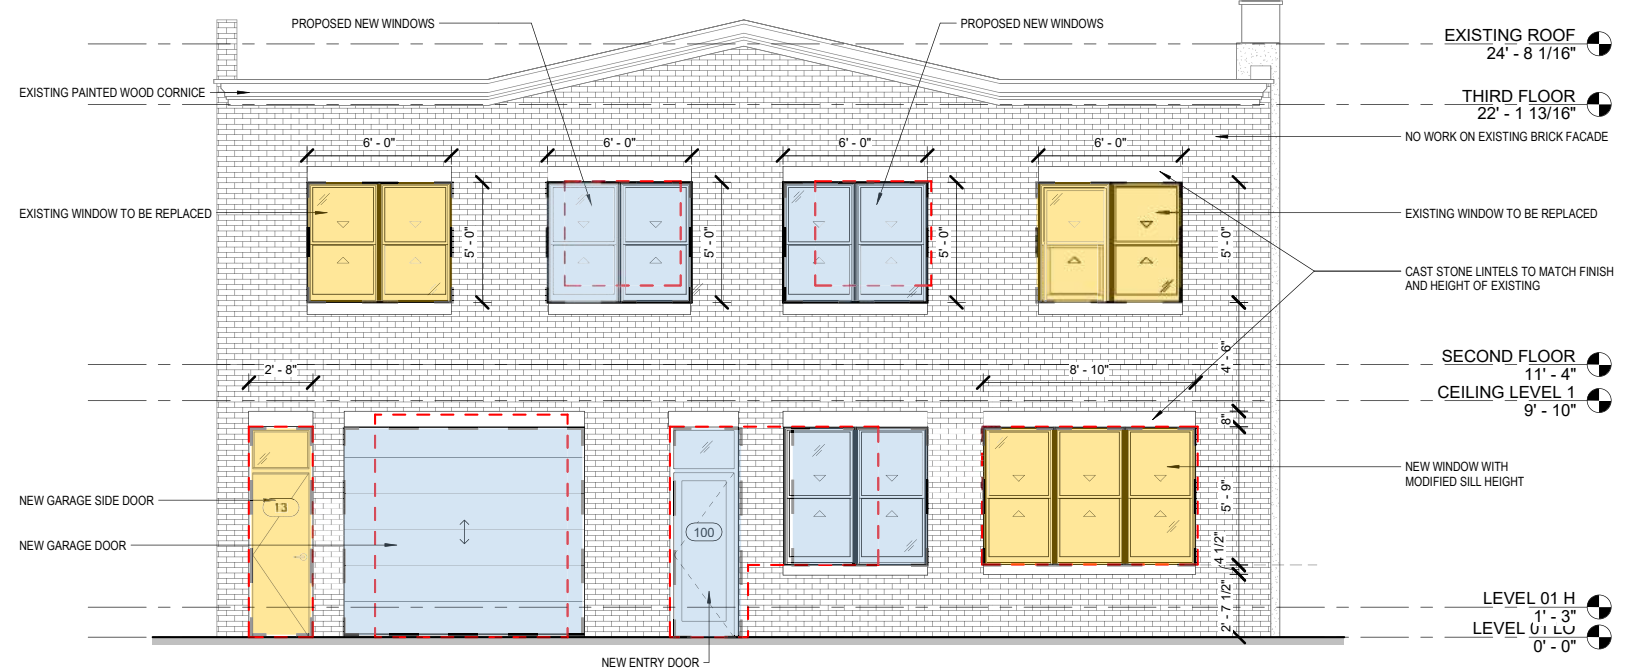 PROPOSED NEW WINDOWS
PROPOSED NEW WINDOWS
EXISTING ROOF
24' - 8 1/16"
EXISTING PAINTED WOOD CORNICE
THIRD FLOOR
22' - 1 13/16"
NO WORK ON EXISTING BRICK FACADE
6' - 0"
6' - 0"
6' - 0"
6' - 0"
EXISTING WINDOW TO BE REPLACED
EXISTING WINDOW TO BE REPLACED
5' - 0"
5' - 0"
5' - 0"
5' - 0"
CAST STONE LINTELS TO MATCH FINISH
AND HEIGHT OF EXISTING
SECOND FLOOR
11' - 4"
4' - 6"
2' - 8"
8' - 10"
CEILING LEVEL 1
9' - 10"
8"
NEW WINDOW WITH
MODIFIED SILL HEIGHT
NEW GARAGE SIDE DOOR
13
5' - 9"
100
NEW GARAGE DOOR
4 1/2"
2' - 7 1/2"
LEVEL 01 H
1' - 3"
LEVEL 01 LO
0' - 0"
NEW ENTRY DOOR